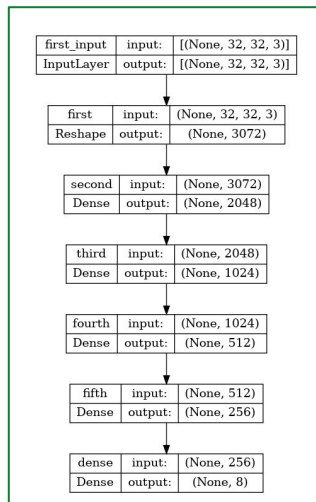 first_input input: [(None, 32, 32, 3)]
InputLayer output: [(None, 32, 32, 3)]
first input: (None, 32, 32, 3)
Reshape output: (None, 3072)
second input: (None, 3072)
Dense output: (None, 2048)
third input: (None, 2048)
Dense output: (None, 1024)
fourth input: (None, 1024)
Dense output: (None, 512)
fifth input: (None, 512)
Dense output: (None, 256)
dense input: (None, 256)
Dense output: (None, 8)